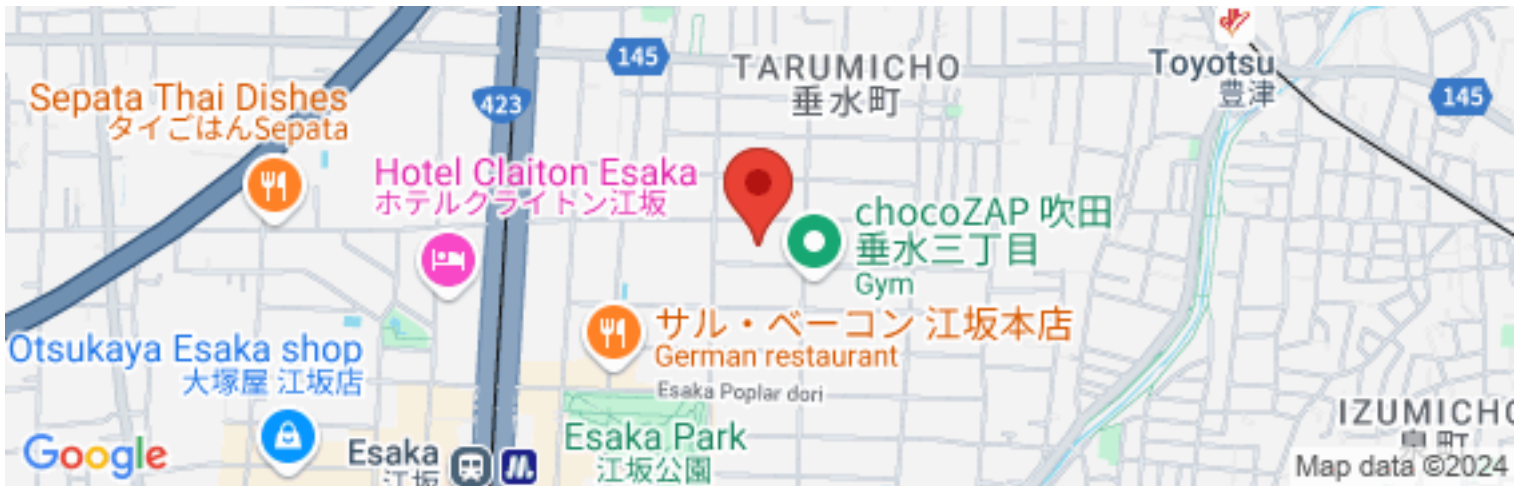 145
TARUMICHO
垂水町
Toyotsu
豊津
145
423
Sepata Thai Dishes
タイごはんSepata
Hotel Claiton Esaka
ホテルクライトン江坂
chocoZAP 吹田
垂水三丁目
Gym
サル・ベーコン 江坂本店
German restaurant
Otsukaya Esaka shop
大塚屋 江坂店
Esaka Poplar dori
Esaka Park
江坂公園
Esaka
江坂
IZUMICHO
Google
Map data ©2024